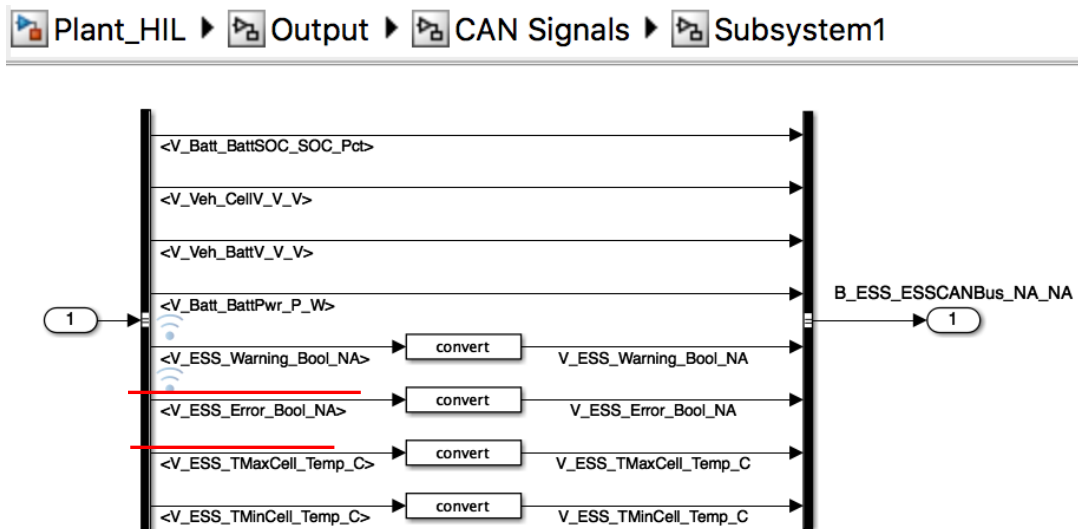 Plant_HIL Output CAN Signals Subsystem1
<V_Batt_BattSOC_SOC_Pct>
<V_Veh_CellV_V_V>
<V_Veh_BattV_V_V>
<V_Batt_BattPwr_P_W>
B_ESS_ESSCANBus_NA_NA
1
1
convert
<V_ESS_Warning_Bool_NA>
V_ESS_Warning_Bool_NA
convert
<V_ESS_Error_Bool_NA>
V_ESS_Error_Bool_NA
convert
<V_ESS_TMaxCell_Temp_C>
V_ESS_TMaxCell_Temp_C
convert
<V_ESS_TMinCell_Temp_C>
V_ESS_TMinCell_Temp_C